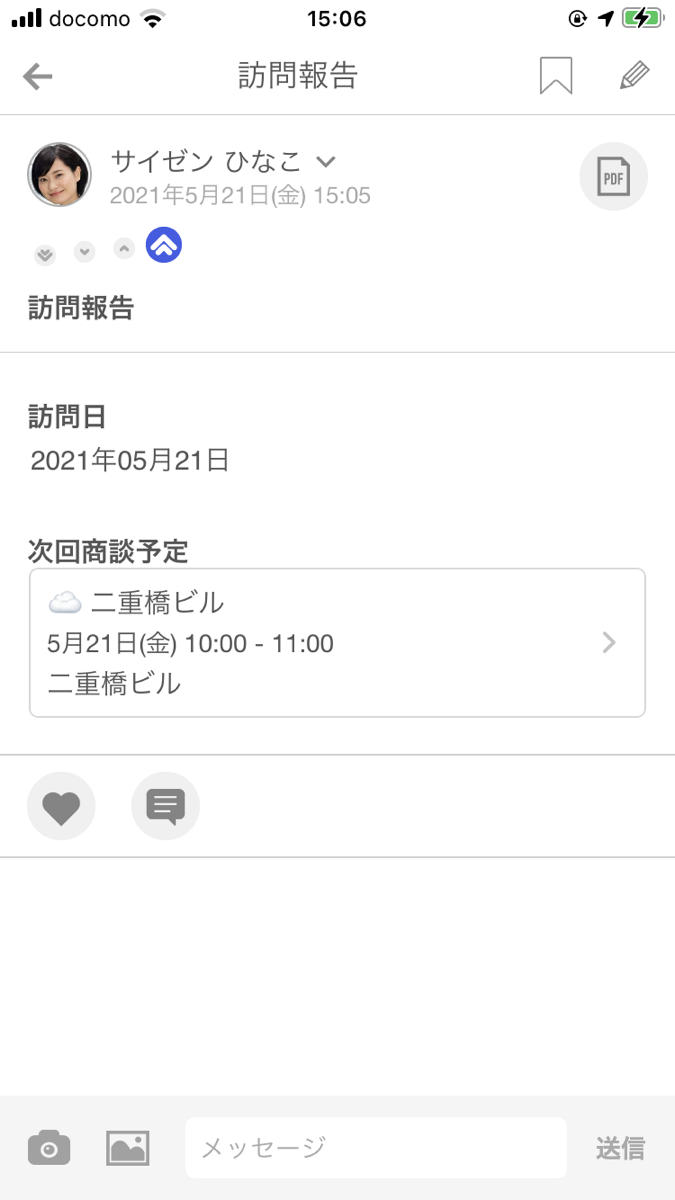 docomo
15:06
訪問報告
サイゼン ひなこ
2021年5月21日(金) 15:05
PDF
訪問報告
訪問日
2021年05月21日
次回商談予定
二重橋ビル
5月21日(金) 10:00 - 11:00
二重橋ビル
メッセージ
送信